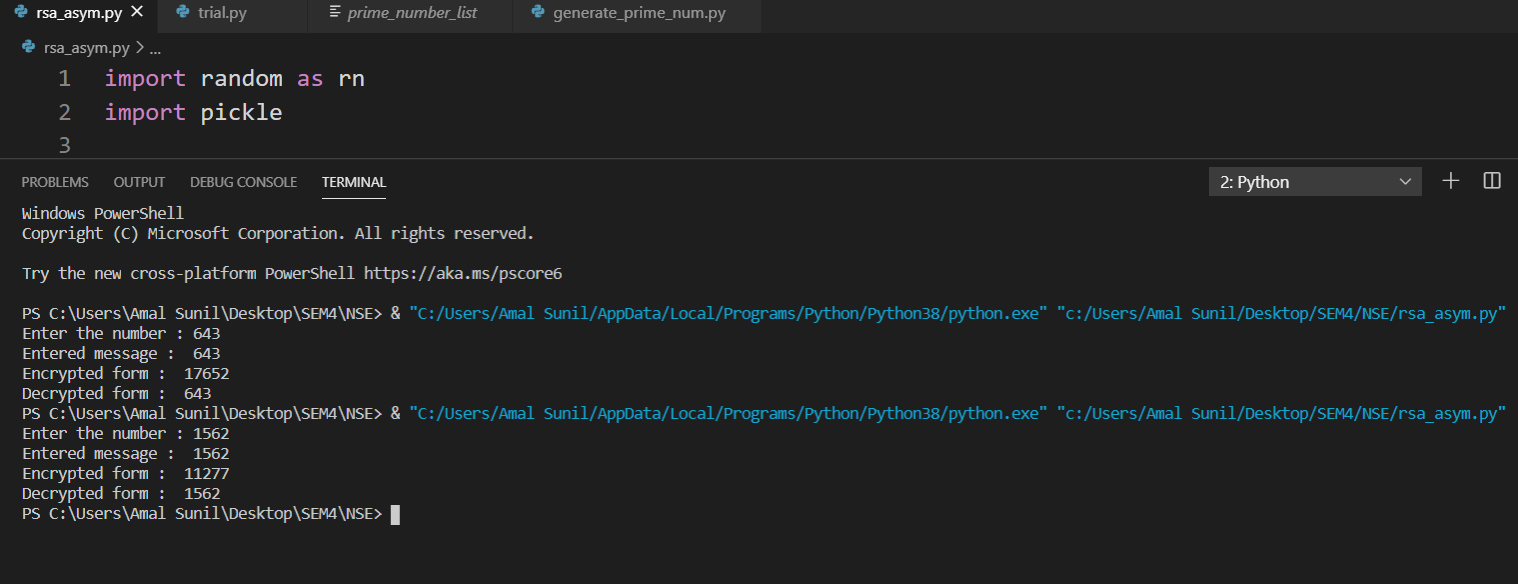 rsa_asym.py trial.py prime_number_list generate_prime_num.py
rsa_asym.py > ...
1 import random as rn
2 import pickle
3
PROBLEMS OUTPUT DEBUG CONSOLE TERMINAL 2: Python
Windows PowerShell
Copyright (C) Microsoft Corporation. All rights reserved.
Try the new cross-platform PowerShell https://aka.ms/pscore6
PS C:\Users\Amal Sunil\Desktop\SEM4\NSE> & "C:/Users/Amal Sunil/AppData/Local/Programs/Python/Python38/python.exe" "c:/Users/Amal Sunil/Desktop/SEM4/NSE/rsa_asym.py"
Enter the number : 643
Entered message :  643
Encrypted form :  17652
Decrypted form :  643
PS C:\Users\Amal Sunil\Desktop\SEM4\NSE> & "C:/Users/Amal Sunil/AppData/Local/Programs/Python/Python38/python.exe" "c:/Users/Amal Sunil/Desktop/SEM4/NSE/rsa_asym.py"
Enter the number : 1562
Entered message :  1562
Encrypted form :  11277
Decrypted form :  1562
PS C:\Users\Amal Sunil\Desktop\SEM4\NSE>